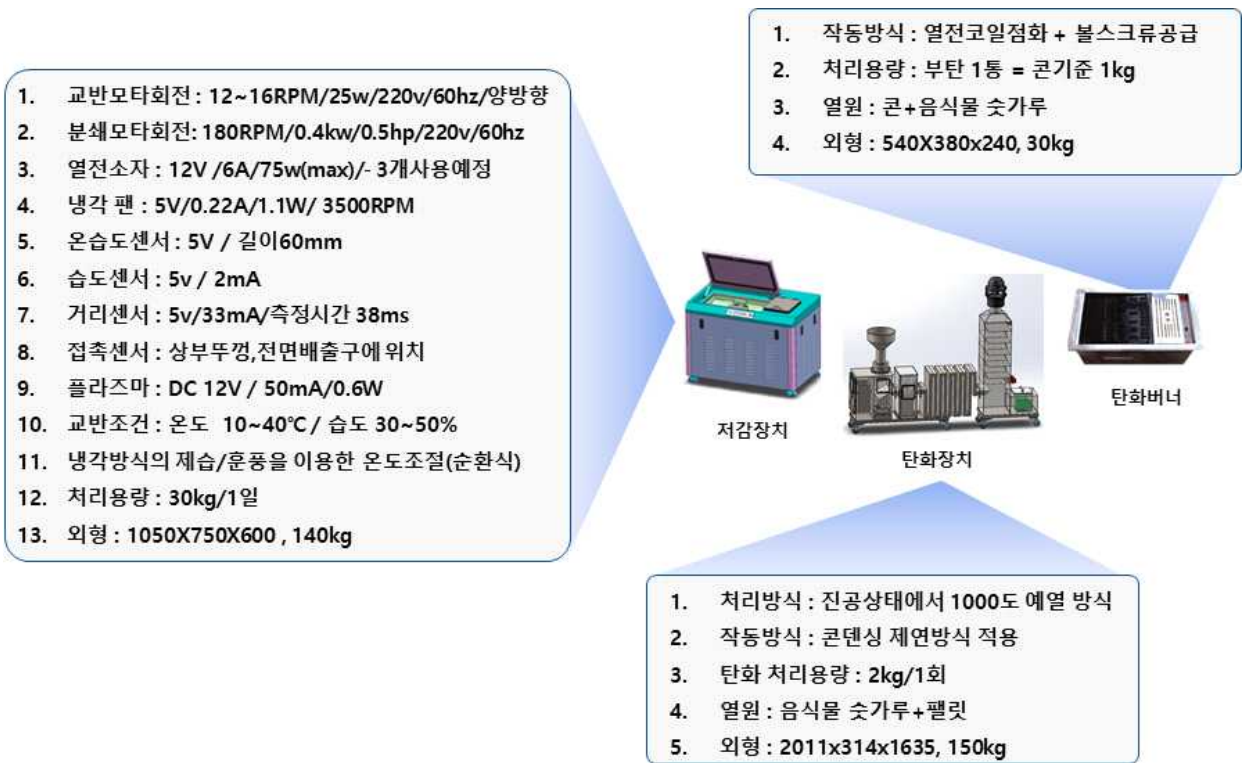 1. 교반모타회전 : 12~16RPM/25w/220v/60hz/양방향
2. 분쇄모타회전: 180RPM/0.4kw/0.5hp/220v/60hz
3. 열전소자 : 12V /6A/75w(max)/- 3개사용예정
4. 냉각 팬 : 5V/0.22A/1.1W/ 3500RPM
5. 온습도센서 : 5V / 길이60mm
6. 습도센서 : 5v / 2mA
7. 거리센서 : 5v/33mA/측정시간 38ms
8. 접촉센서 : 상부뚜껑,전면배출구에 위치
9. 플라즈마 : DC 12V / 50mA/0.6W
10. 교반조건 : 온도 10~40℃ / 습도 30~50%
11. 냉각방식의 제습/훈풍을 이용한 온도조절(순환식)
12. 처리용량 : 30kg/1일
13. 외형 : 1050X750X600 , 140kg
1. 작동방식 : 열전코일점화 + 볼스크류공급
2. 처리용량 : 부탄 1통 = 콘기준 1kg
3. 열원 : 콘+음식물 숫가루
4. 외형 : 540X380x240, 30kg
저감장치
탄화장치
탄화버너
1. 처리방식 : 진공상태에서 1000도 예열 방식
2. 작동방식 : 콘덴싱 제연방식 적용
3. 탄화 처리용량 : 2kg/1회
4. 열원 : 음식물 숫가루+팰릿
5. 외형 : 2011x314x1635, 150kg